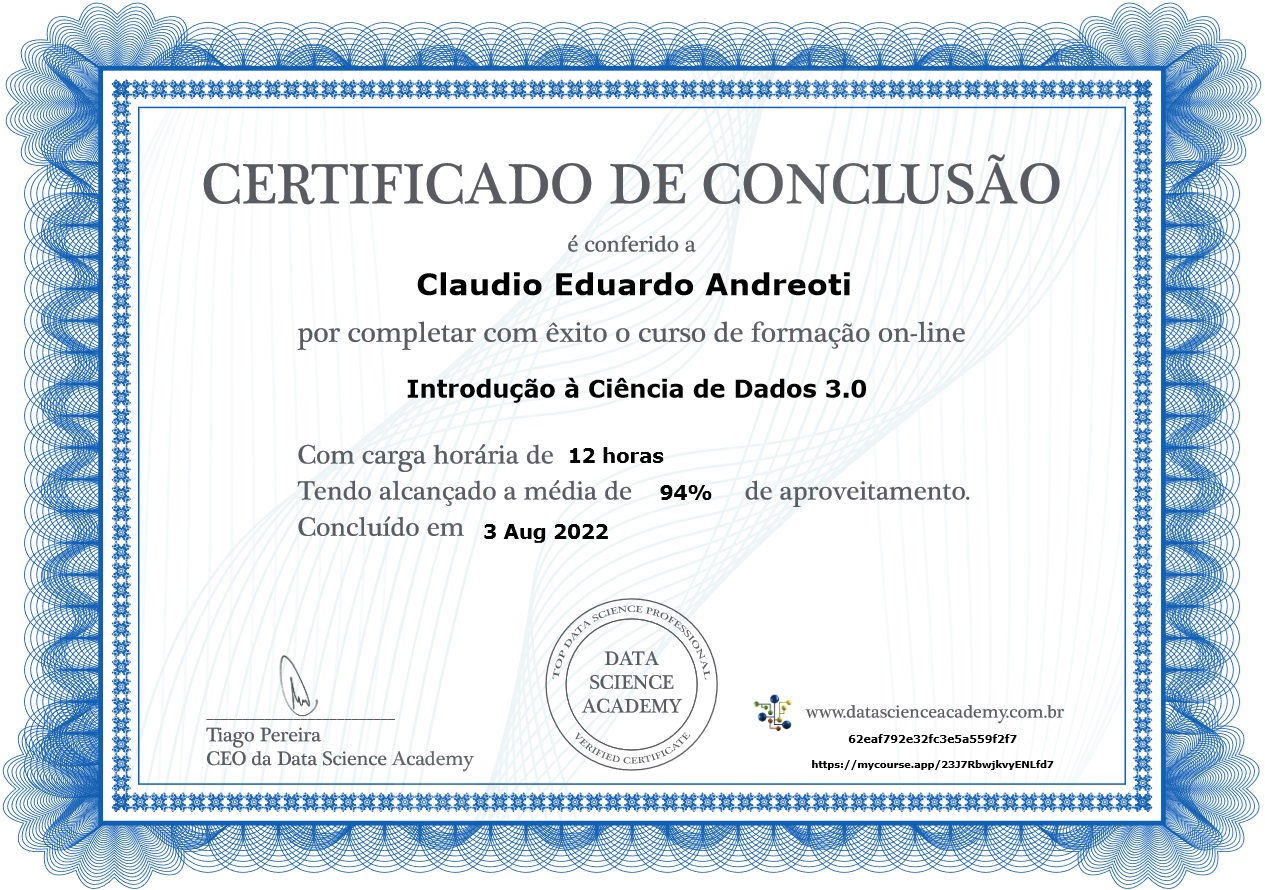 CERTIFICADO DE CONCLUSÃO
é conferido a
Claudio Eduardo Andreoti
por completar com êxito o curso de formação on-line
Introdução à Ciência de Dados 3.0
Com carga horária de 12 horas
Tendo alcançado a média de 94% de aproveitamento.
Concluído em 3 Aug 2022
TOP DATA SCIENCE PROFESSIONAL
DATA
SCIENCE
ACADEMY
VERIFIED CERTIFICATE
Tiago Pereira
CEO da Data Science Academy
www.datascienceacademy.com.br
62eaf792e32fc3e5a559f2f7
https://mycourse.app/23J7RbwjkvyENLfd7